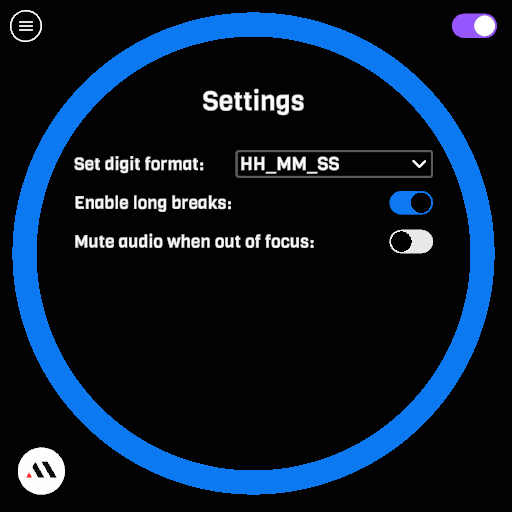 Settings
Set digit format: HH_MM_SS
Enable long breaks:
Mute audio when out of focus: